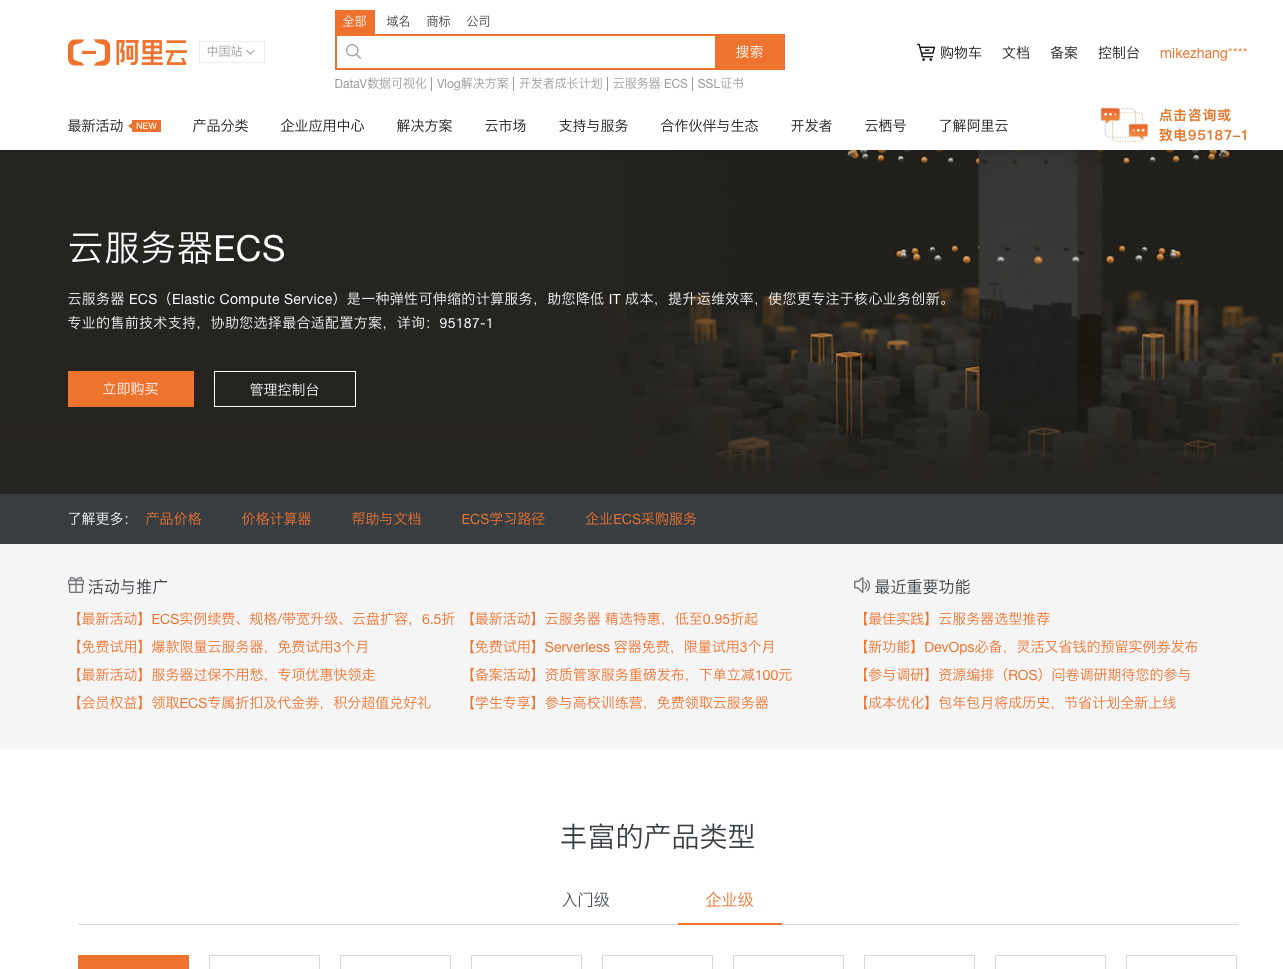 全部 域名 商标 公司
阿里云 中国站
搜索
购物车 文档 备案 控制台 mikezhang****
DataV数据可视化 | Vlog解决方案 | 开发者成长计划 | 云服务器 ECS | SSL证书
最新活动 NEW 产品分类 企业应用中心 解决方案 云市场 支持与服务 合作伙伴与生态 开发者 云栖号 了解阿里云
点击咨询或
致电95187-1
云服务器ECS
云服务器 ECS（Elastic Compute Service）是一种弹性可伸缩的计算服务，助您降低 IT 成本，提升运维效率，使您更专注于核心业务创新。
专业的售前技术支持，协助您选择最合适配置方案，详询：95187-1
立即购买 管理控制台
了解更多： 产品价格 价格计算器 帮助与文档 ECS学习路径 企业ECS采购服务
活动与推广 最近重要功能
【最新活动】ECS实例续费、规格/带宽升级、云盘扩容，6.5折 【最新活动】云服务器 精选特惠，低至0.95折起 【最佳实践】云服务器选型推荐
【免费试用】爆款限量云服务器，免费试用3个月 【免费试用】Serverless 容器免费，限量试用3个月 【新功能】DevOps必备，灵活又省钱的预留实例券发布
【最新活动】服务器过保不用愁，专项优惠快领走 【备案活动】资质管家服务重磅发布，下单立减100元 【参与调研】资源编排（ROS）问卷调研期待您的参与
【会员权益】领取ECS专属折扣及代金券，积分超值兑好礼 【学生专享】参与高校训练营，免费领取云服务器 【成本优化】包年包月将成历史，节省计划全新上线
丰富的产品类型
入门级 企业级